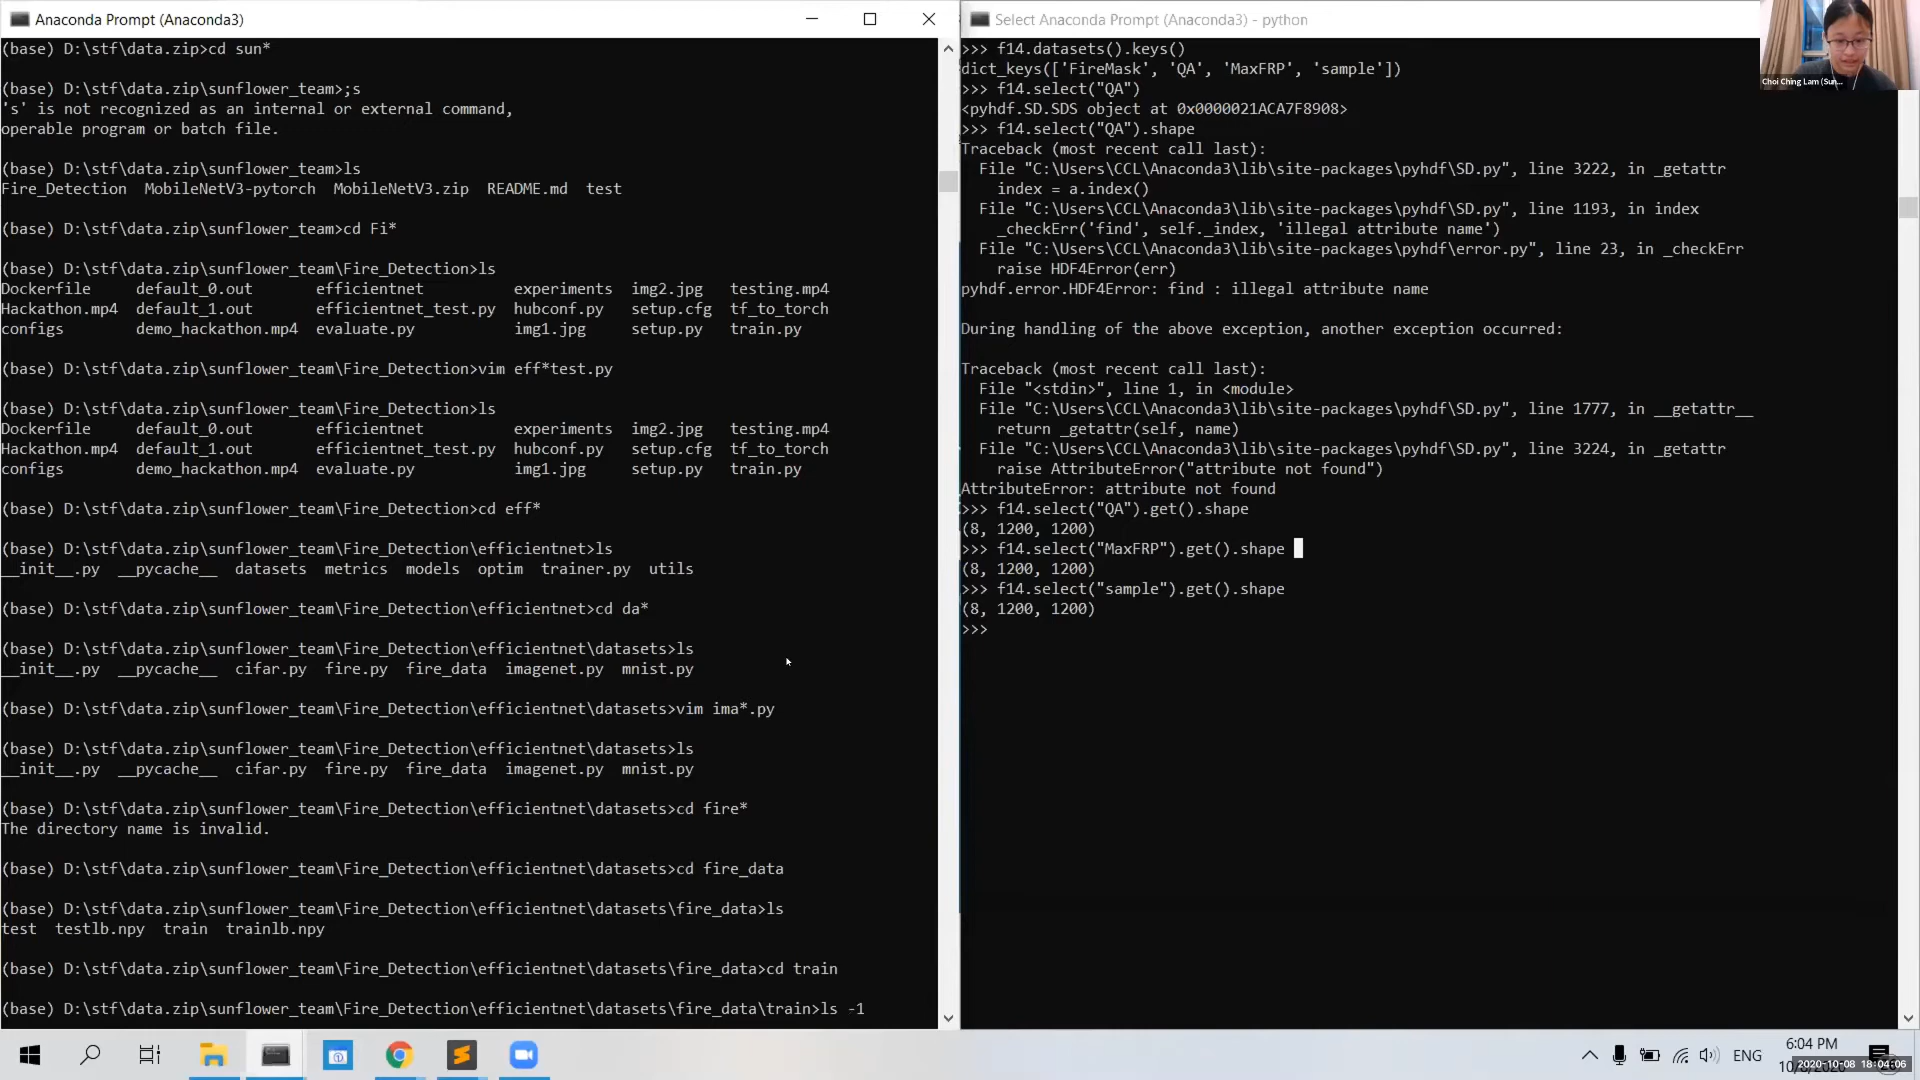 Anaconda Prompt (Anaconda3)
(base) D:\stf\data.zip>cd sun*
(base) D:\stf\data.zip\sunflower_team>;s
's' is not recognized as an internal or external command,
operable program or batch file.
(base) D:\stf\data.zip\sunflower_team>ls
Fire_Detection  MobileNetV3-pytorch  MobileNetV3.zip  README.md  test
(base) D:\stf\data.zip\sunflower_team>cd Fi*
(base) D:\stf\data.zip\sunflower_team\Fire_Detection>ls
Dockerfile     default_0.out       efficientnet          experiments  img2.jpg   testing.mp4
Hackathon.mp4  default_1.out       efficientnet_test.py  hubconf.py   setup.cfg  tf_to_torch
configs        demo_hackathon.mp4  evaluate.py           img1.jpg     setup.py   train.py
(base) D:\stf\data.zip\sunflower_team\Fire_Detection>vim eff*test.py
(base) D:\stf\data.zip\sunflower_team\Fire_Detection>ls
Dockerfile     default_0.out       efficientnet          experiments  img2.jpg   testing.mp4
Hackathon.mp4  default_1.out       efficientnet_test.py  hubconf.py   setup.cfg  tf_to_torch
configs        demo_hackathon.mp4  evaluate.py           img1.jpg     setup.py   train.py
(base) D:\stf\data.zip\sunflower_team\Fire_Detection>cd eff*
(base) D:\stf\data.zip\sunflower_team\Fire_Detection\efficientnet>ls
__init__.py  __pycache__  datasets  metrics  models  optim  trainer.py  utils
(base) D:\stf\data.zip\sunflower_team\Fire_Detection\efficientnet>cd da*
(base) D:\stf\data.zip\sunflower_team\Fire_Detection\efficientnet\datasets>ls
__init__.py  __pycache__  cifar.py  fire.py  fire_data  imagenet.py  mnist.py
(base) D:\stf\data.zip\sunflower_team\Fire_Detection\efficientnet\datasets>vim ima*.py
(base) D:\stf\data.zip\sunflower_team\Fire_Detection\efficientnet\datasets>ls
__init__.py  __pycache__  cifar.py  fire.py  fire_data  imagenet.py  mnist.py
(base) D:\stf\data.zip\sunflower_team\Fire_Detection\efficientnet\datasets>cd fire*
The directory name is invalid.
(base) D:\stf\data.zip\sunflower_team\Fire_Detection\efficientnet\datasets>cd fire_data
(base) D:\stf\data.zip\sunflower_team\Fire_Detection\efficientnet\datasets\fire_data>ls
test  testlb.npy  train  trainlb.npy
(base) D:\stf\data.zip\sunflower_team\Fire_Detection\efficientnet\datasets\fire_data>cd train
(base) D:\stf\data.zip\sunflower_team\Fire_Detection\efficientnet\datasets\fire_data\train>ls -1
Select Anaconda Prompt (Anaconda3) - python
>>> f14.datasets().keys()
dict_keys(['FireMask', 'QA', 'MaxFRP', 'sample'])
>>> f14.select("QA")
<pyhdf.SD.SDS object at 0x0000021ACA7F8908>
>>> f14.select("QA").shape
Traceback (most recent call last):
  File "C:\Users\CCL\Anaconda3\lib\site-packages\pyhdf\SD.py", line 3222, in _getattr
    index = a.index()
  File "C:\Users\CCL\Anaconda3\lib\site-packages\pyhdf\SD.py", line 1193, in index
    _checkErr('find', self._index, 'illegal attribute name')
  File "C:\Users\CCL\Anaconda3\lib\site-packages\pyhdf\error.py", line 23, in _checkErr
    raise HDF4Error(err)
pyhdf.error.HDF4Error: find : illegal attribute name
During handling of the above exception, another exception occurred:
Traceback (most recent call last):
  File "<stdin>", line 1, in <module>
  File "C:\Users\CCL\Anaconda3\lib\site-packages\pyhdf\SD.py", line 1777, in __getattr__
    return _getattr(self, name)
  File "C:\Users\CCL\Anaconda3\lib\site-packages\pyhdf\SD.py", line 3224, in _getattr
    raise AttributeError("attribute not found")
AttributeError: attribute not found
>>> f14.select("QA").get().shape
(8, 1200, 1200)
>>> f14.select("MaxFRP").get().shape
(8, 1200, 1200)
>>> f14.select("sample").get().shape
(8, 1200, 1200)
>>>
Choi Ching Lam (Sun...
ENG
6:04 PM
2020-10-08 18:04:06